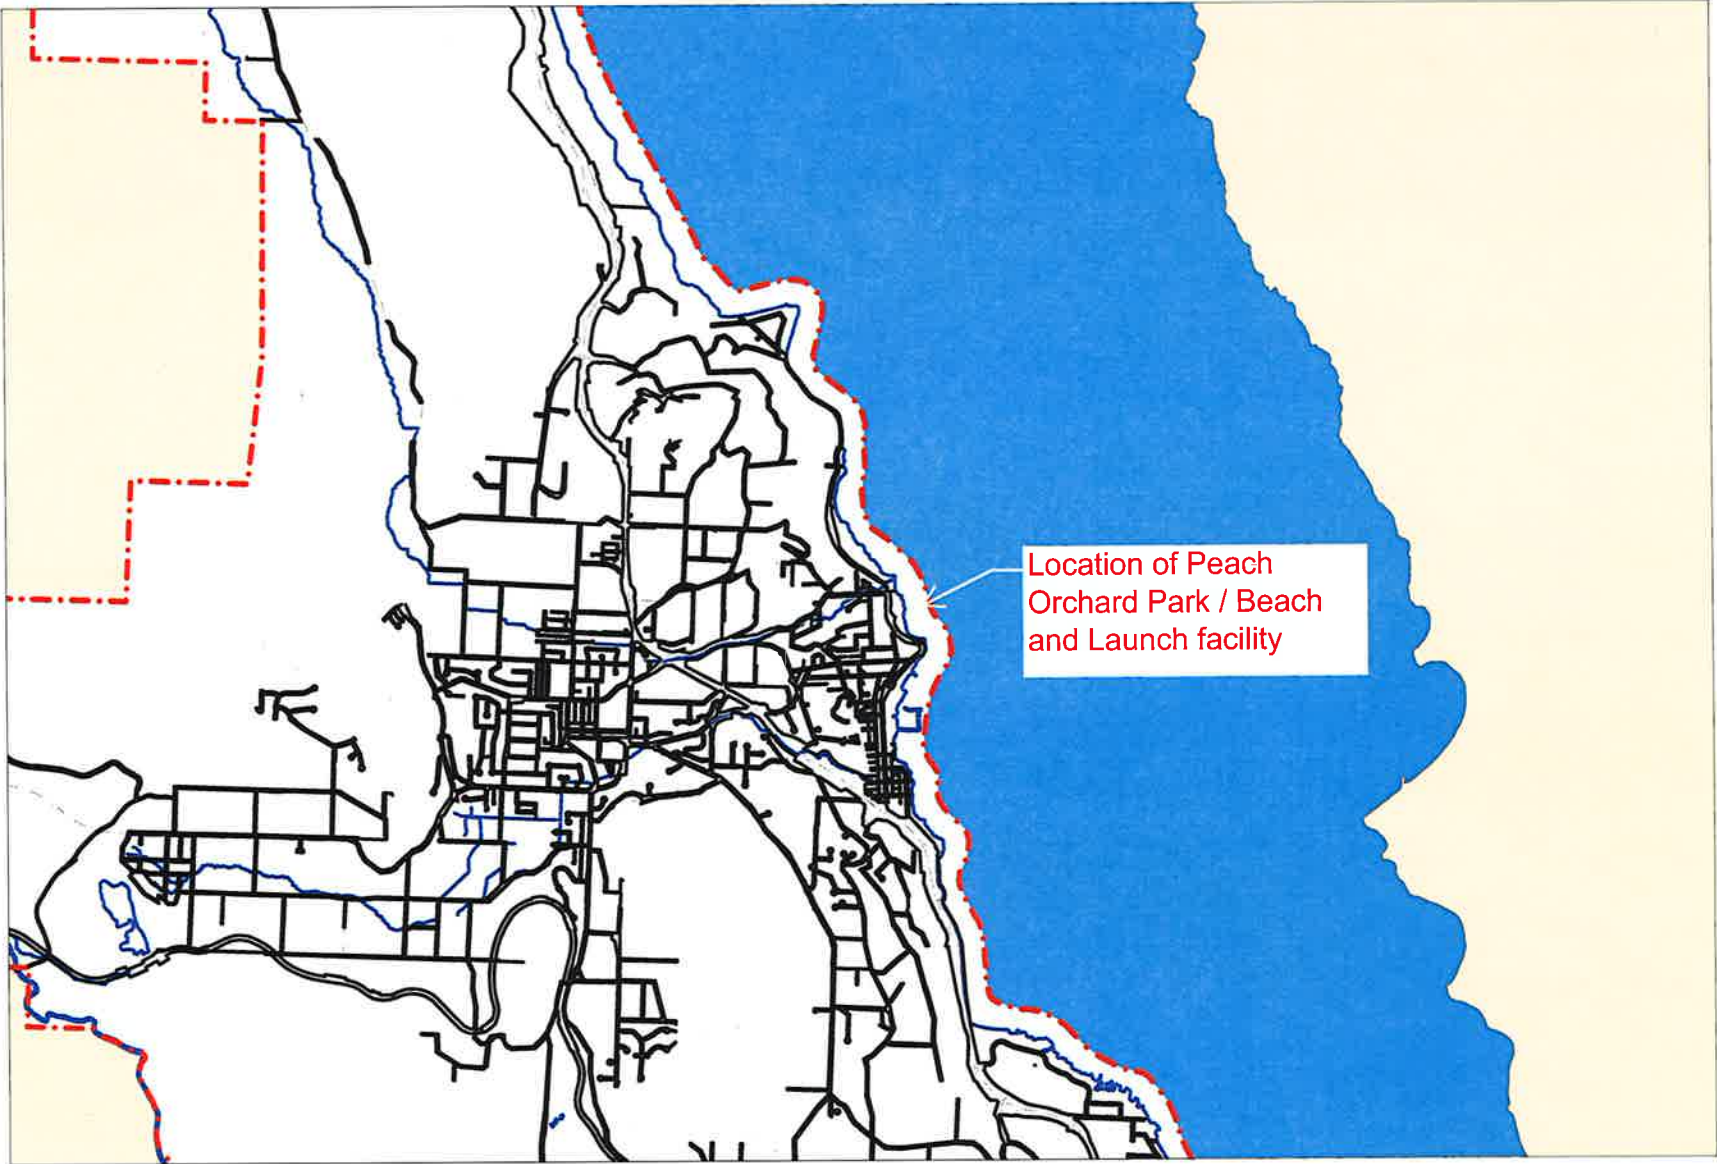 Location of Peach
Orchard Park / Beach
and Launch facility